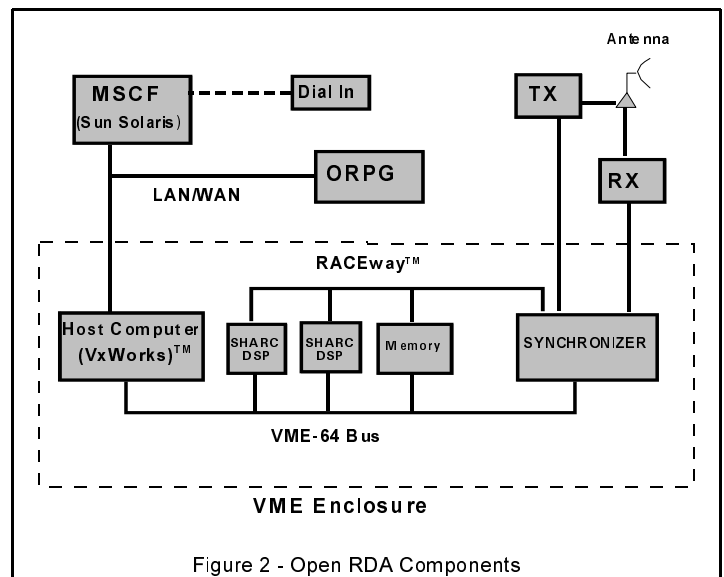 Antenna
MSCF
(Sun Solaris)
Dial In
TX
ORPG
RX
LAN/WAN
RACEway™
Host Computer
(VxWorks)™
SHARC
DSP
SHARC
DSP
Memory
SYNCHRONIZER
VME-64 Bus
VME Enclosure
Figure 2 - Open RDA Components